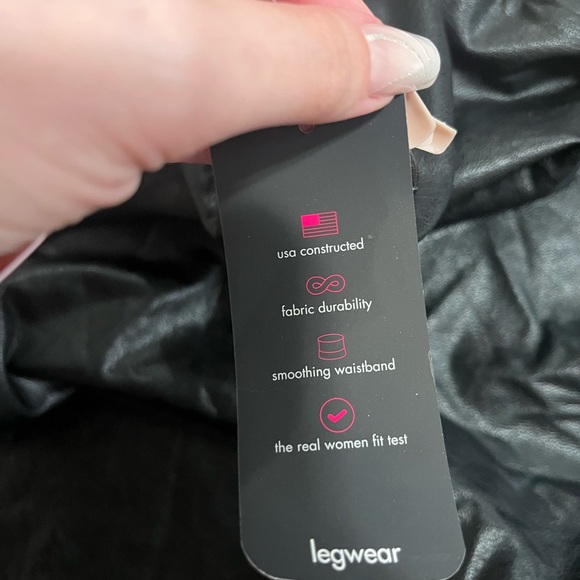 usa constructed
fabric durability
smoothing waistband
the real women fit test
legwear